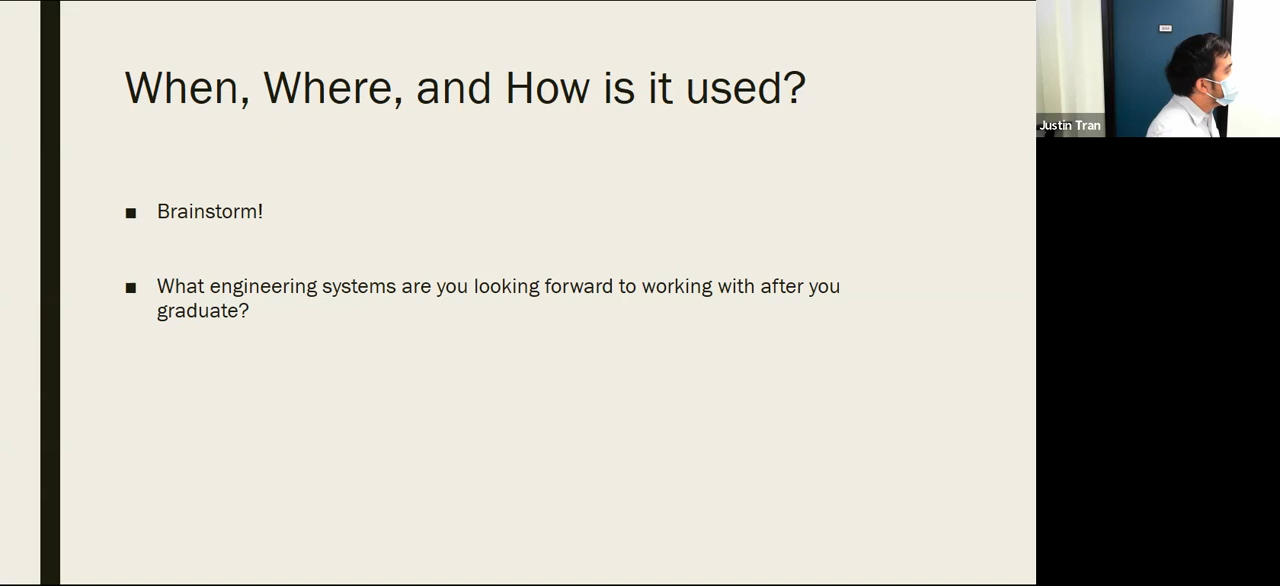 When, Where, and How is it used?
■ Brainstorm!
■ What engineering systems are you looking forward to working with after you
graduate?
Justin Tran